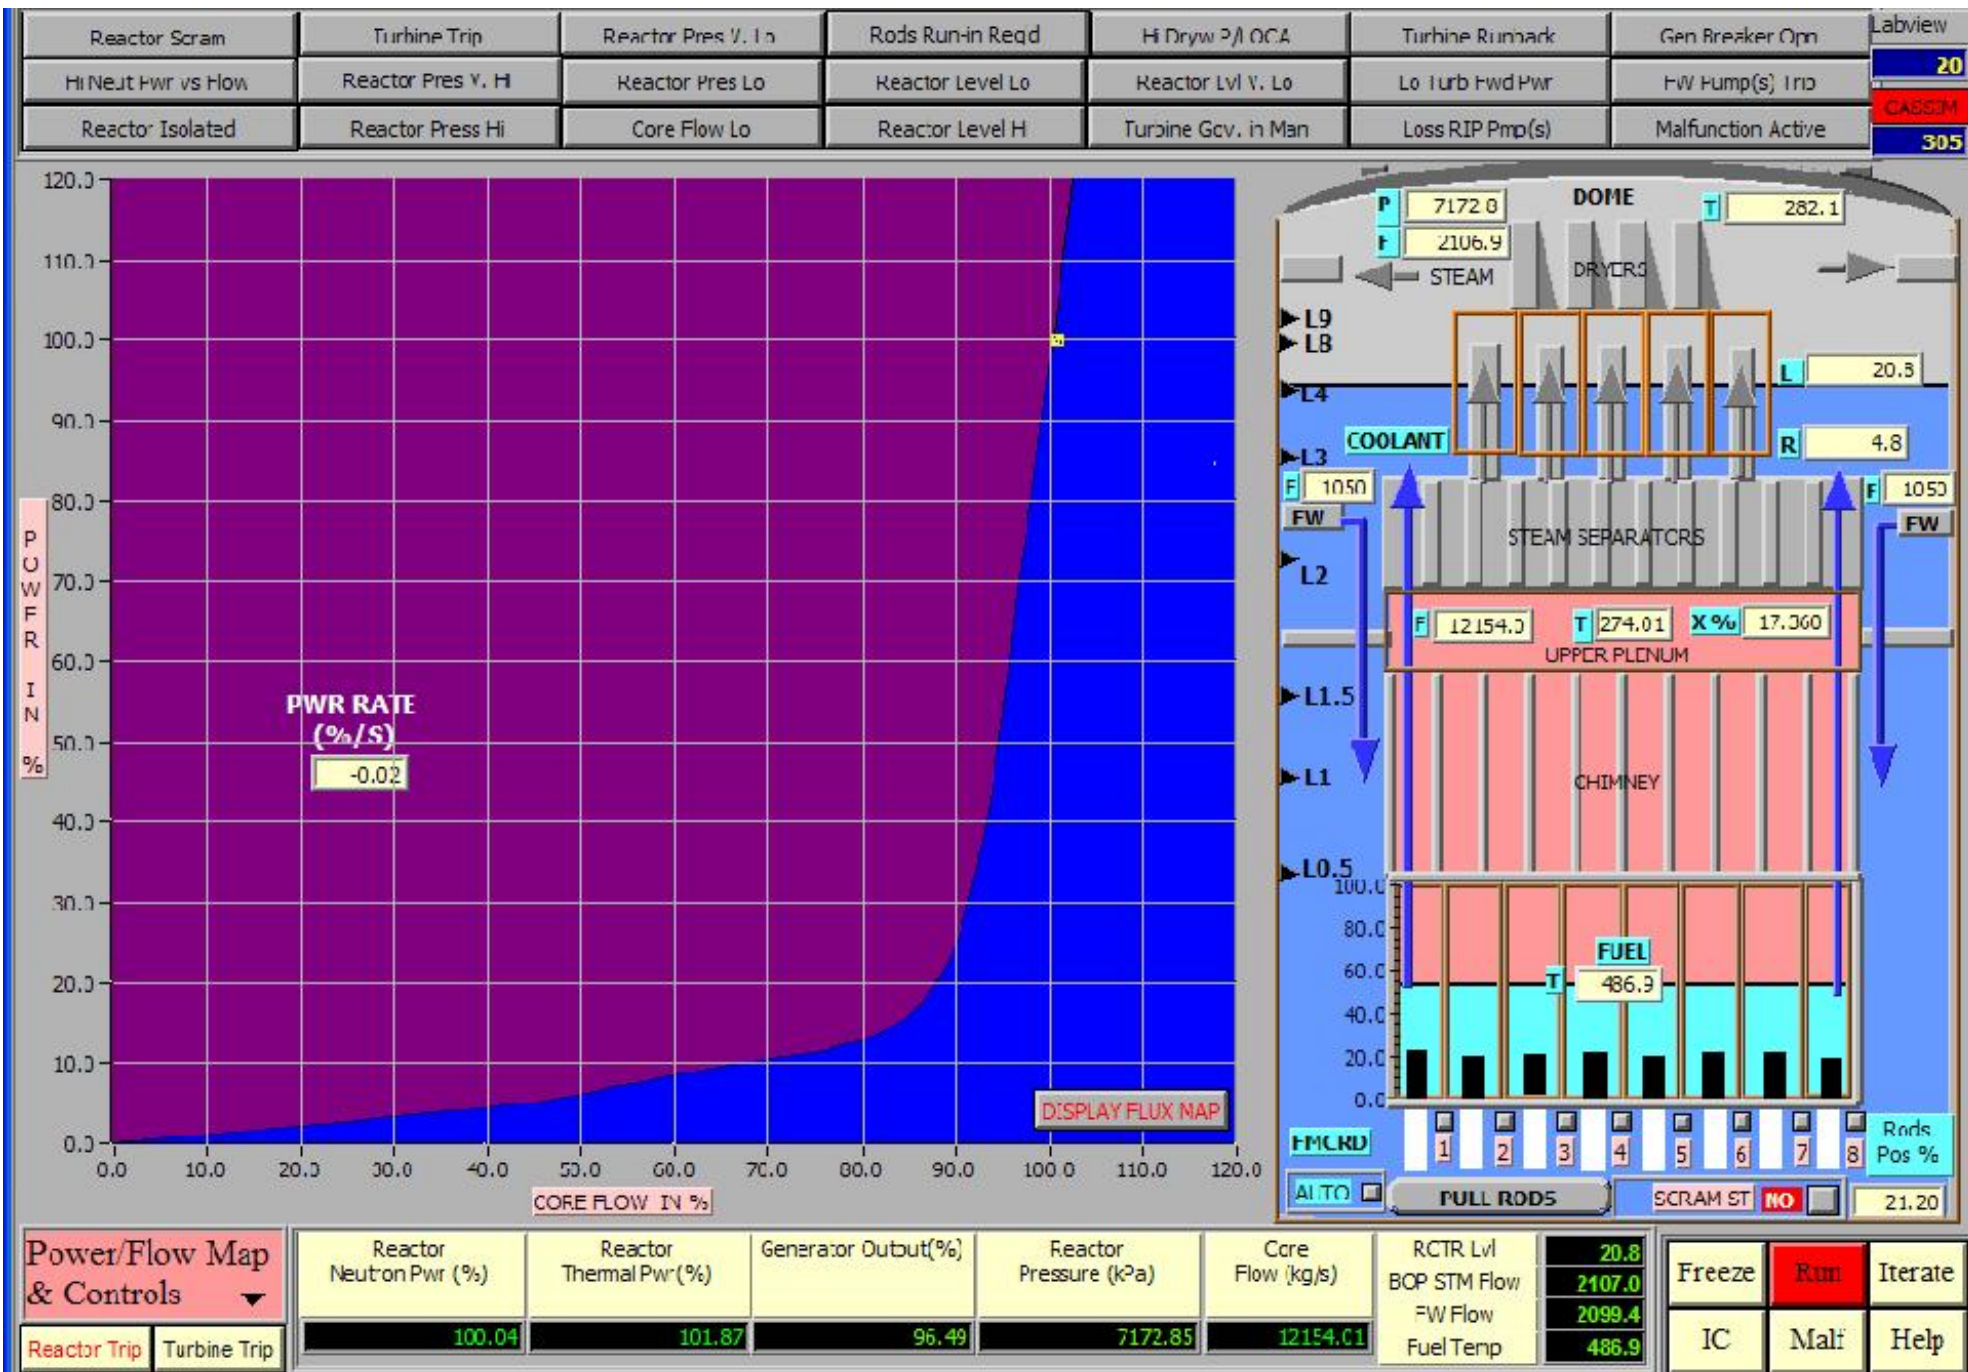 Reactor Scram
Turbine Trip
Reactor Pres V. Lo
Rods Run-in Reqd
Hi Dryw P/LOCA
Turbine Runback
Gen Breaker Opn
Labview
Hi Neut Pwr vs Flow
Reactor Pres V. Hi
Reactor Pres Lo
Reactor Level Lo
Reactor Lvl V. Lo
Lo Turb Fwd Pwr
FW Pump(s) Trip
20
CASSIM
Reactor Isolated
Reactor Press Hi
Core Flow Lo
Reactor Level H
Turbine Gov. in Man
Loss RIP Pmp(s)
Malfunction Active
305
120.0
110.0
100.0
90.0
80.0
70.0
60.0
50.0
40.0
30.0
20.0
10.0
0.0
POWER IN %
PWR RATE
(%/S)
-0.02
DISPLAY FLUX MAP
0.0 10.0 20.0 30.0 40.0 50.0 60.0 70.0 80.0 90.0 100.0 110.0 120.0
CORE FLOW IN %
P 7172.8
DOME
T 282.1
F 2106.9
STEAM
DRYERS
L9
L8
L 20.8
L4
COOLANT
R 4.8
L3
F 1050
F 1050
FW
FW
STEAM SEPARATORS
L2
F 12154.0
T 274.01
X % 17.360
UPPER PLENUM
L1.5
L1
CHIMNEY
L0.5
100.0
80.0
60.0
40.0
20.0
0.0
FUEL
T 486.9
FMCRD
1 2 3 4 5 6 7 8
Rods
Pos %
AUTO
PULL RODS
SCRAM ST NO
21.20
Power/Flow Map
& Controls
Reactor
Neutron Pwr (%)
100.04
Reactor
Thermal Pwr(%)
101.87
Generator Output(%)
96.49
Reactor
Pressure (kPa)
7172.85
Core
Flow (kg/s)
12154.01
RCTR Lvl 20.8
BOP STM Flow 2107.0
FW Flow 2099.4
Fuel Temp 486.9
Freeze Run Iterate
IC Malf Help
Reactor Trip
Turbine Trip